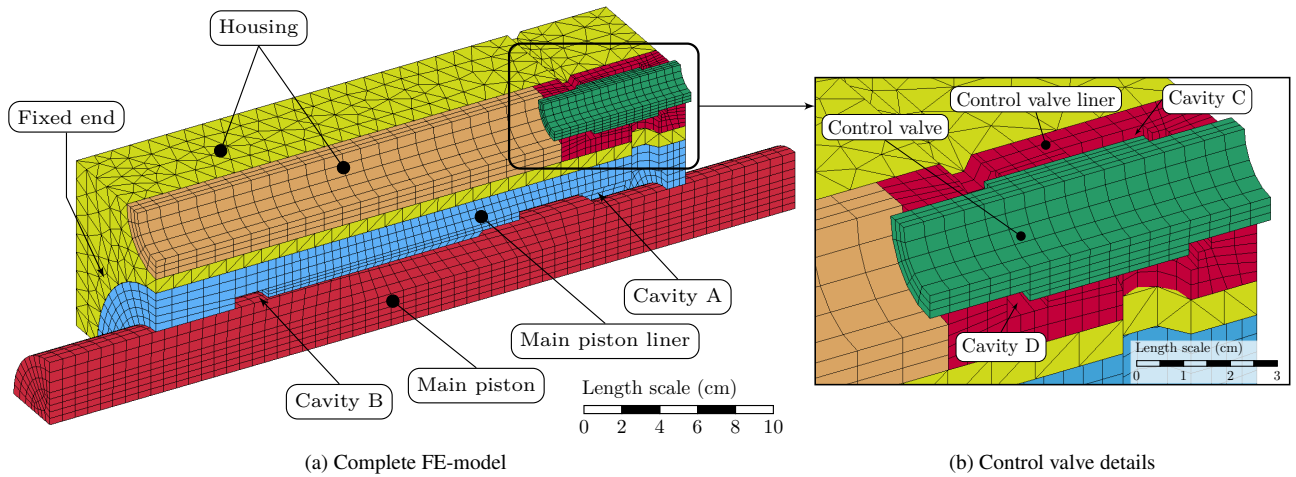 Housing
Fixed end
Cavity A
Main piston liner
Main piston
Cavity B
Length scale (cm)
0 2 4 6 8 10
(a) Complete FE-model
Control valve liner
Cavity C
Control valve
Cavity D
Length scale (cm)
0 1 2 3
(b) Control valve details